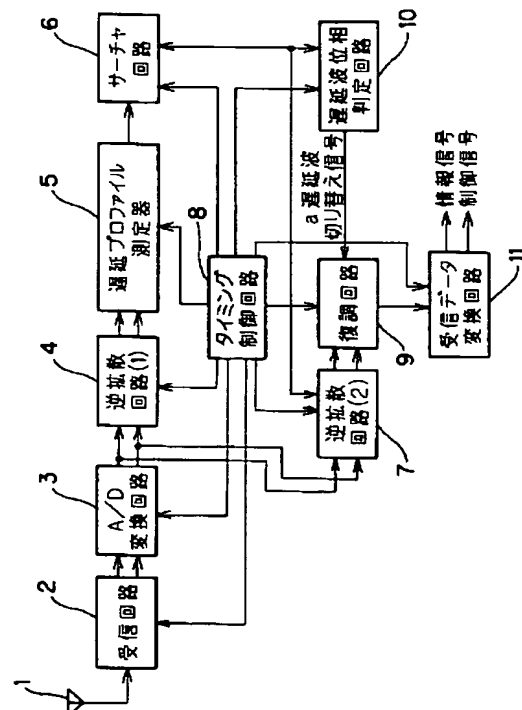 1
2
受信回路
3
A/D
変換回路
4
逆拡散
回路(1)
5
遅延プロファイル
測定器
6
サーチャ
回路
8
タイミング
制御回路
7
逆拡散
回路(2)
9
復調回路
a 遅延波
切り替え信号
10
遅延波位相
判定回路
11
受信データ
変換回路
情報信号
制御信号